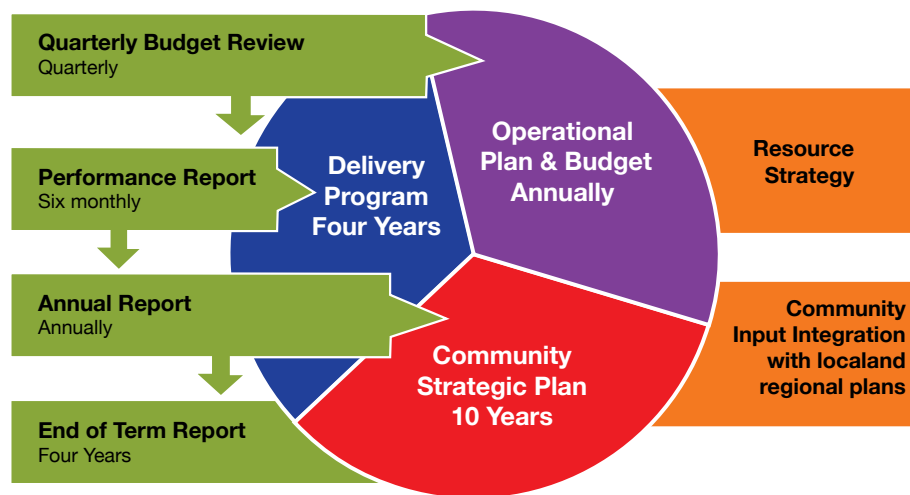 Quarterly Budget Review
Quarterly
Performance Report
Six monthly
Annual Report
Annually
End of Term Report
Four Years
Delivery
Program
Four Years
Operational
Plan & Budget
Annually
Community
Strategic Plan
10 Years
Resource
Strategy
Community
Input Integration
with localand
regional plans